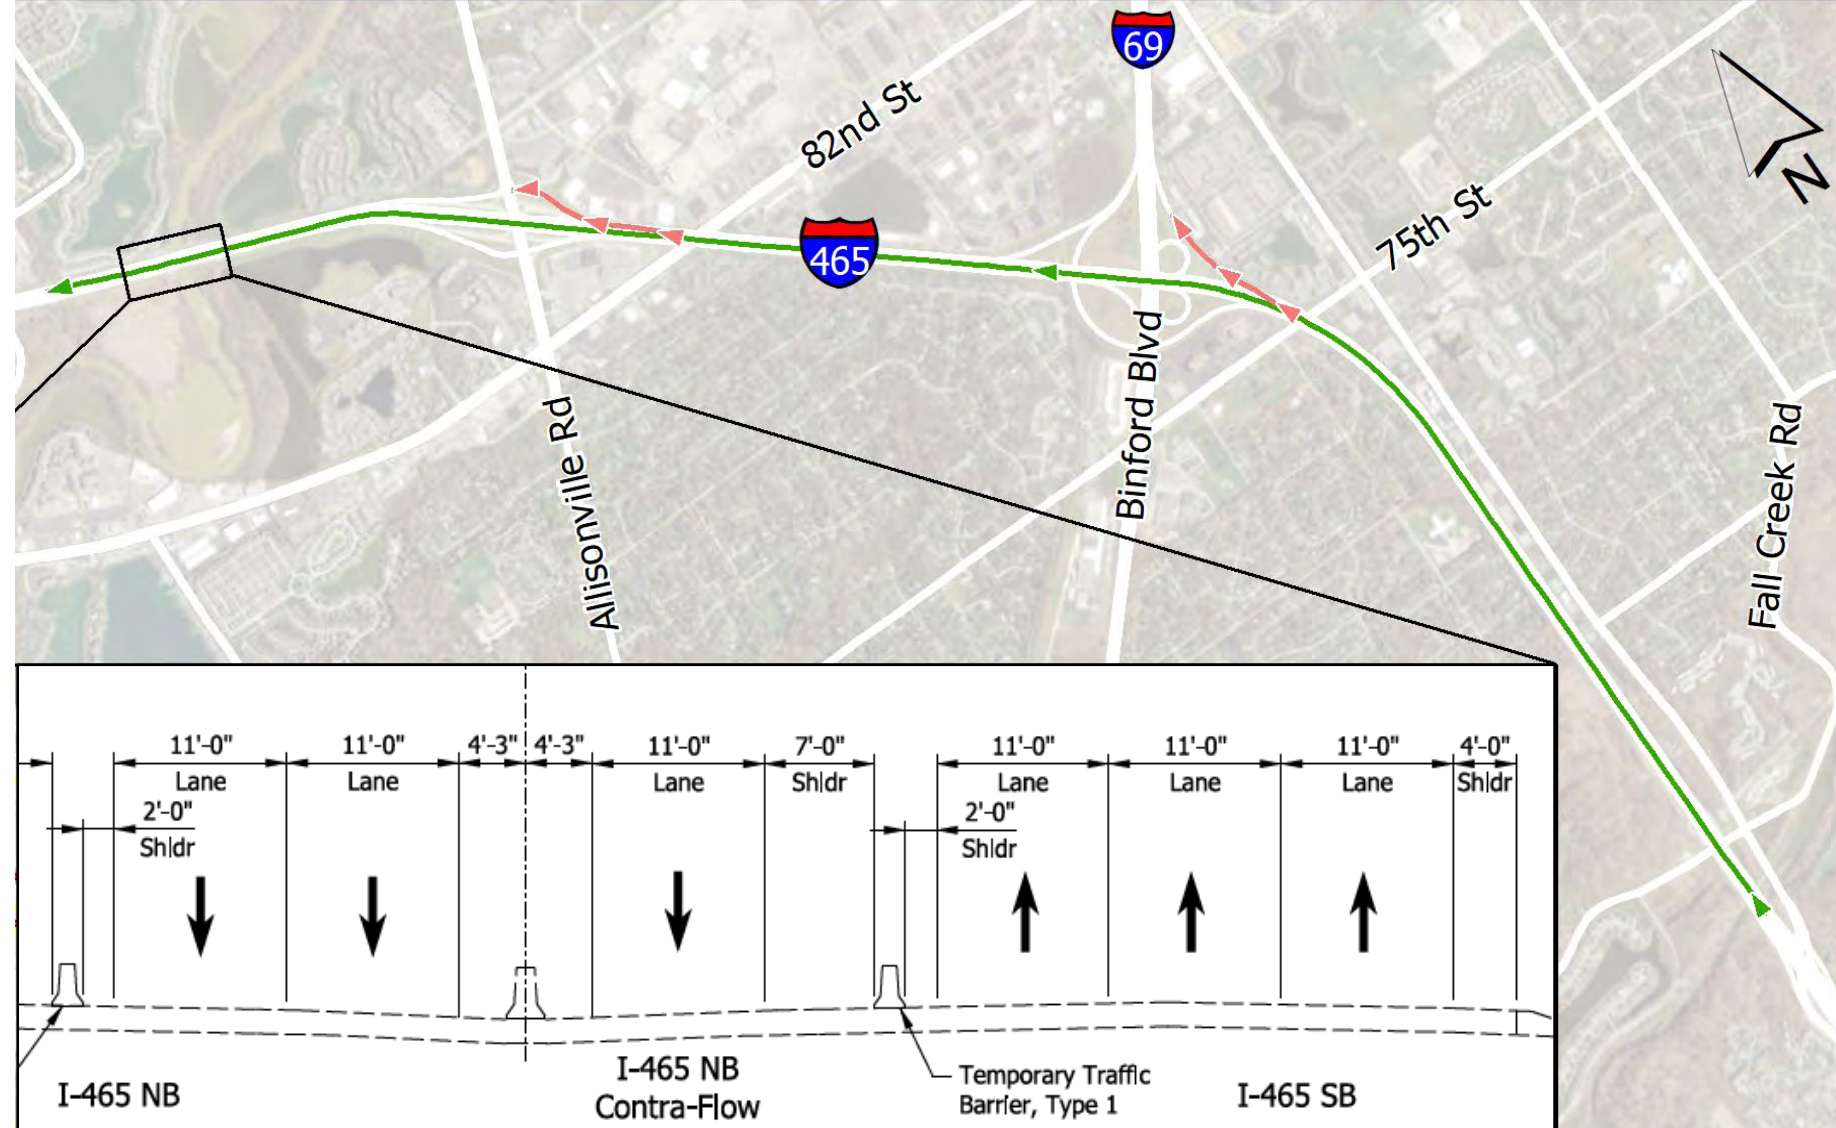 69
82nd St
75th St
465
N
Allisonville Rd
Binford Blvd
Fall Creek Rd
11'-0" 11'-0" 4'-3" 4'-3" 11'-0" 7'-0" 11'-0" 11'-0" 11'-0" 4'-0"
Lane Lane Lane Shldr Lane Lane Lane Shldr
2'-0" 2'-0"
Shldr Shldr
I-465 NB
I-465 NB
Contra-Flow
Temporary Traffic
Barrier, Type 1
I-465 SB